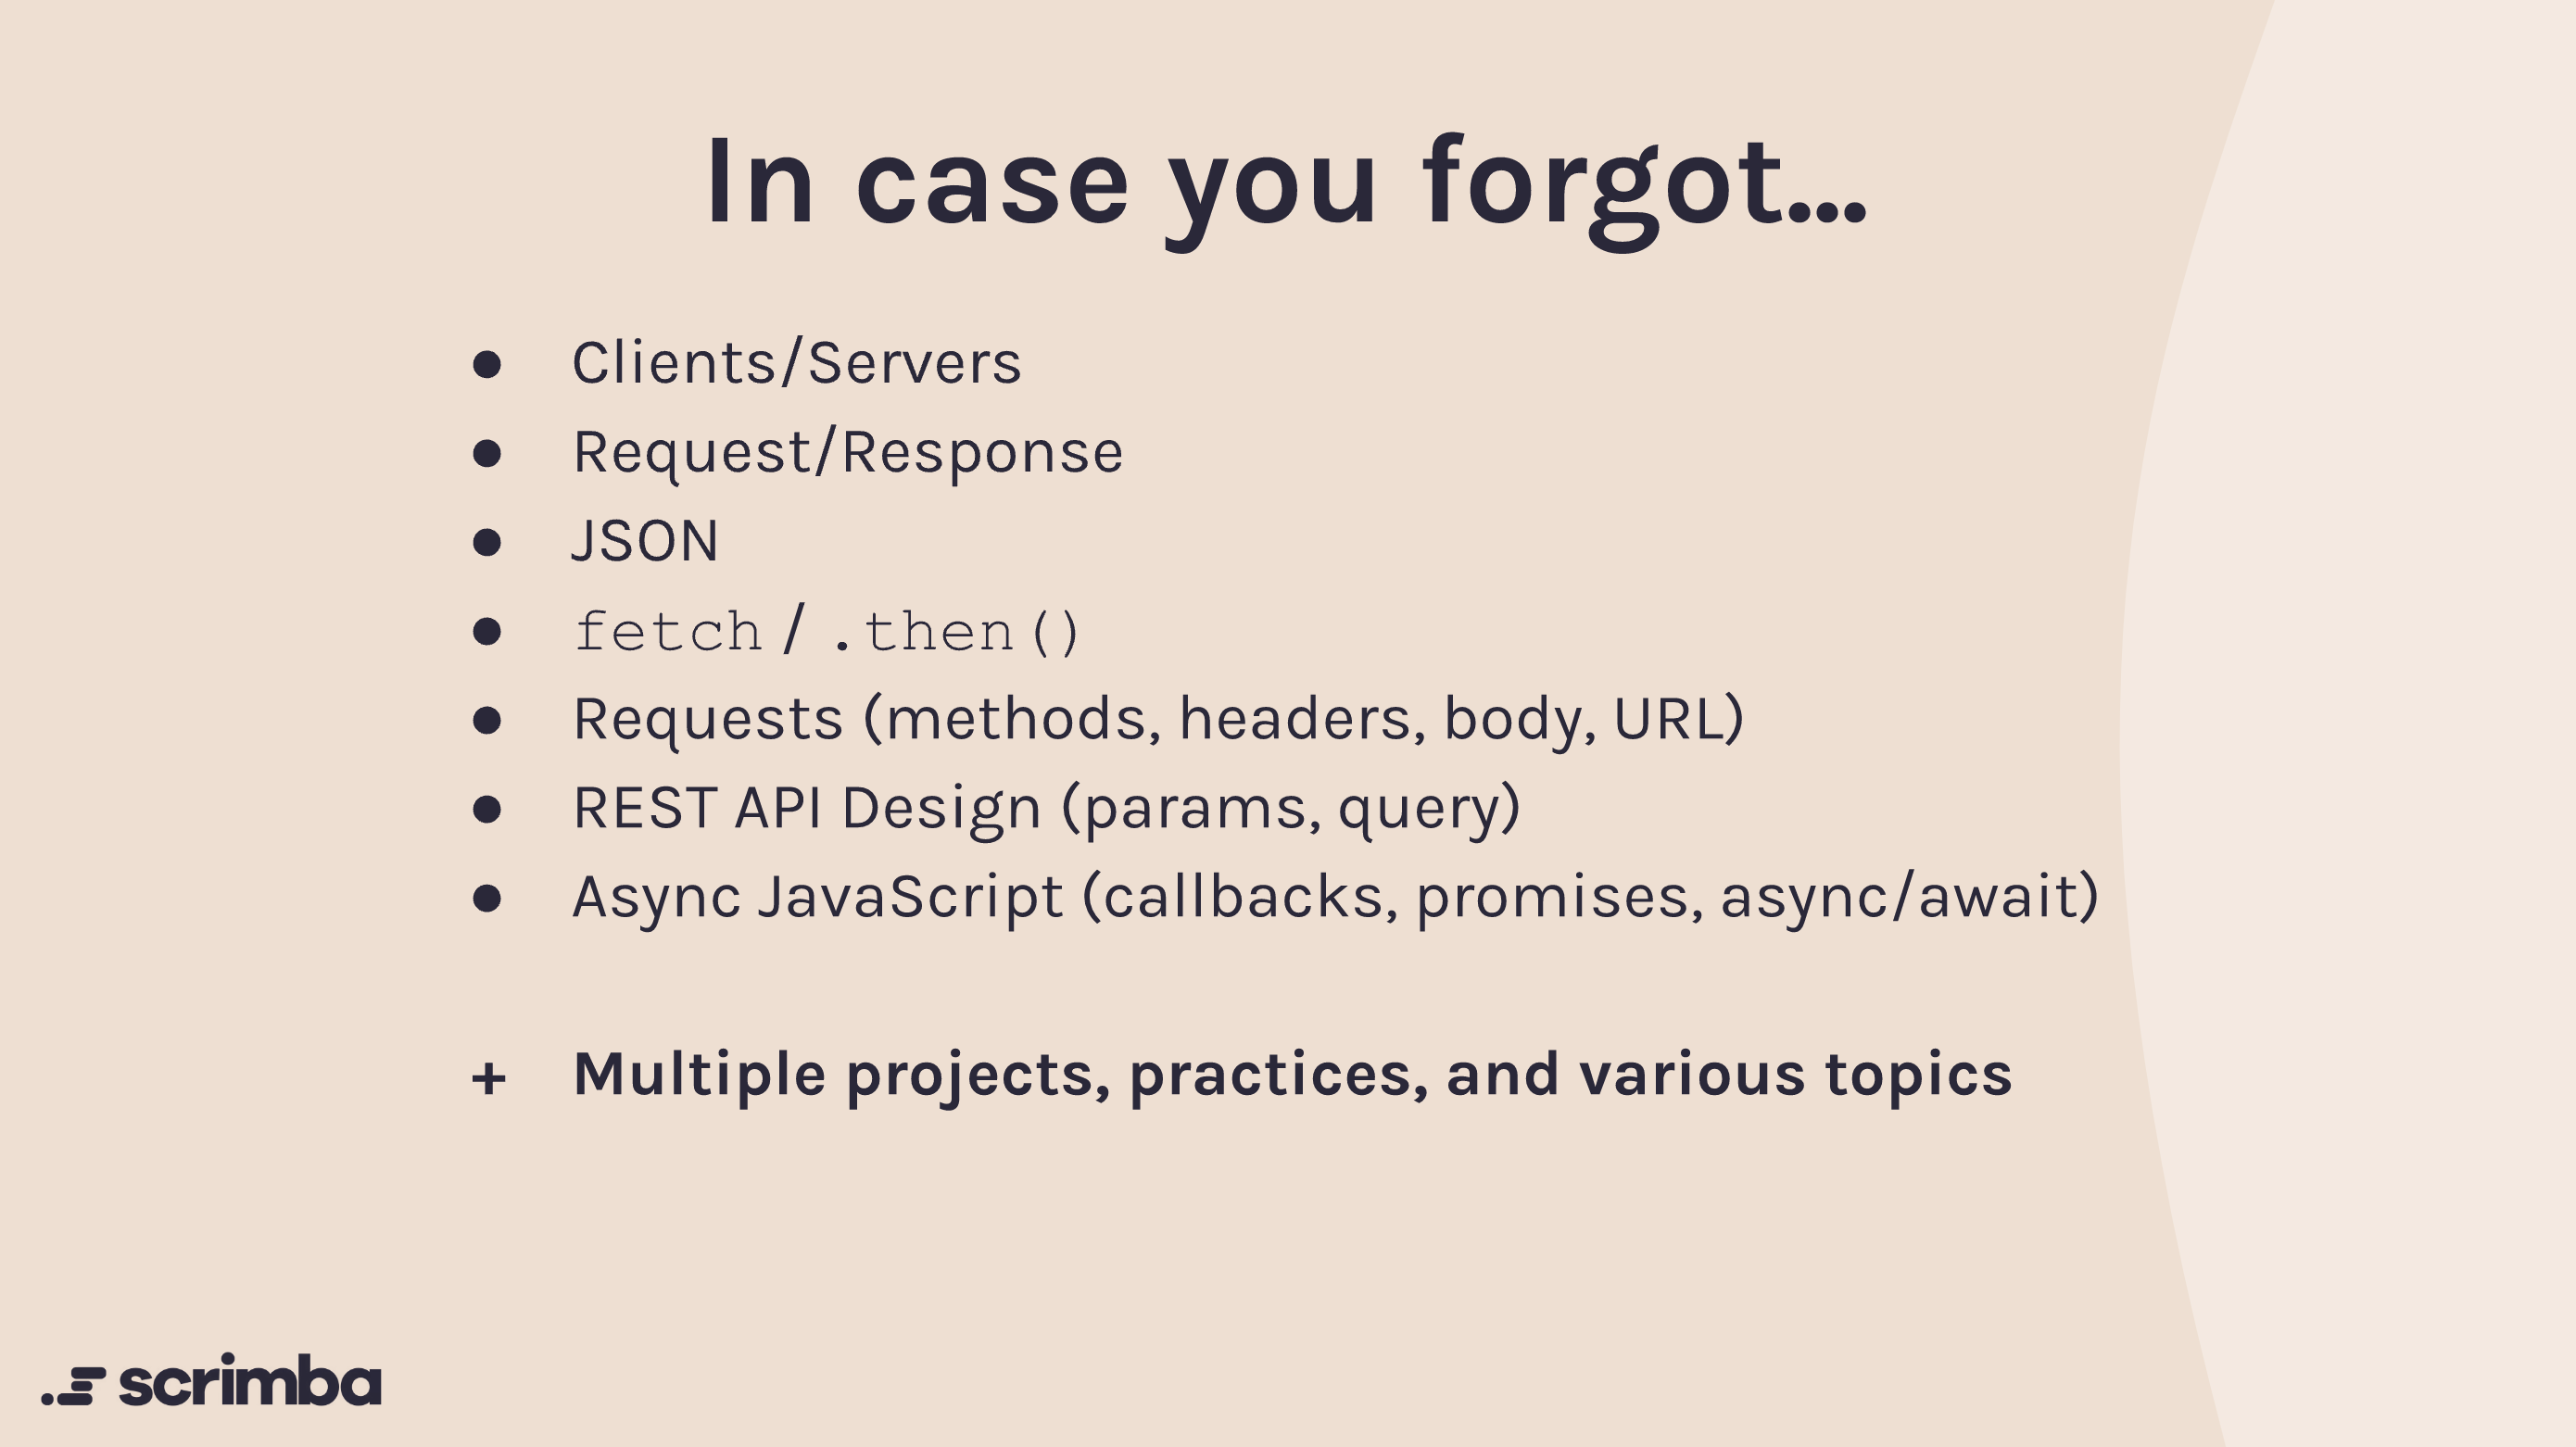 In case you forgot…
● Clients/Servers
● Request/Response
● JSON
● fetch / .then()
● Requests (methods, headers, body, URL)
● REST API Design (params, query)
● Async JavaScript (callbacks, promises, async/await)
+ Multiple projects, practices, and various topics
scrimba